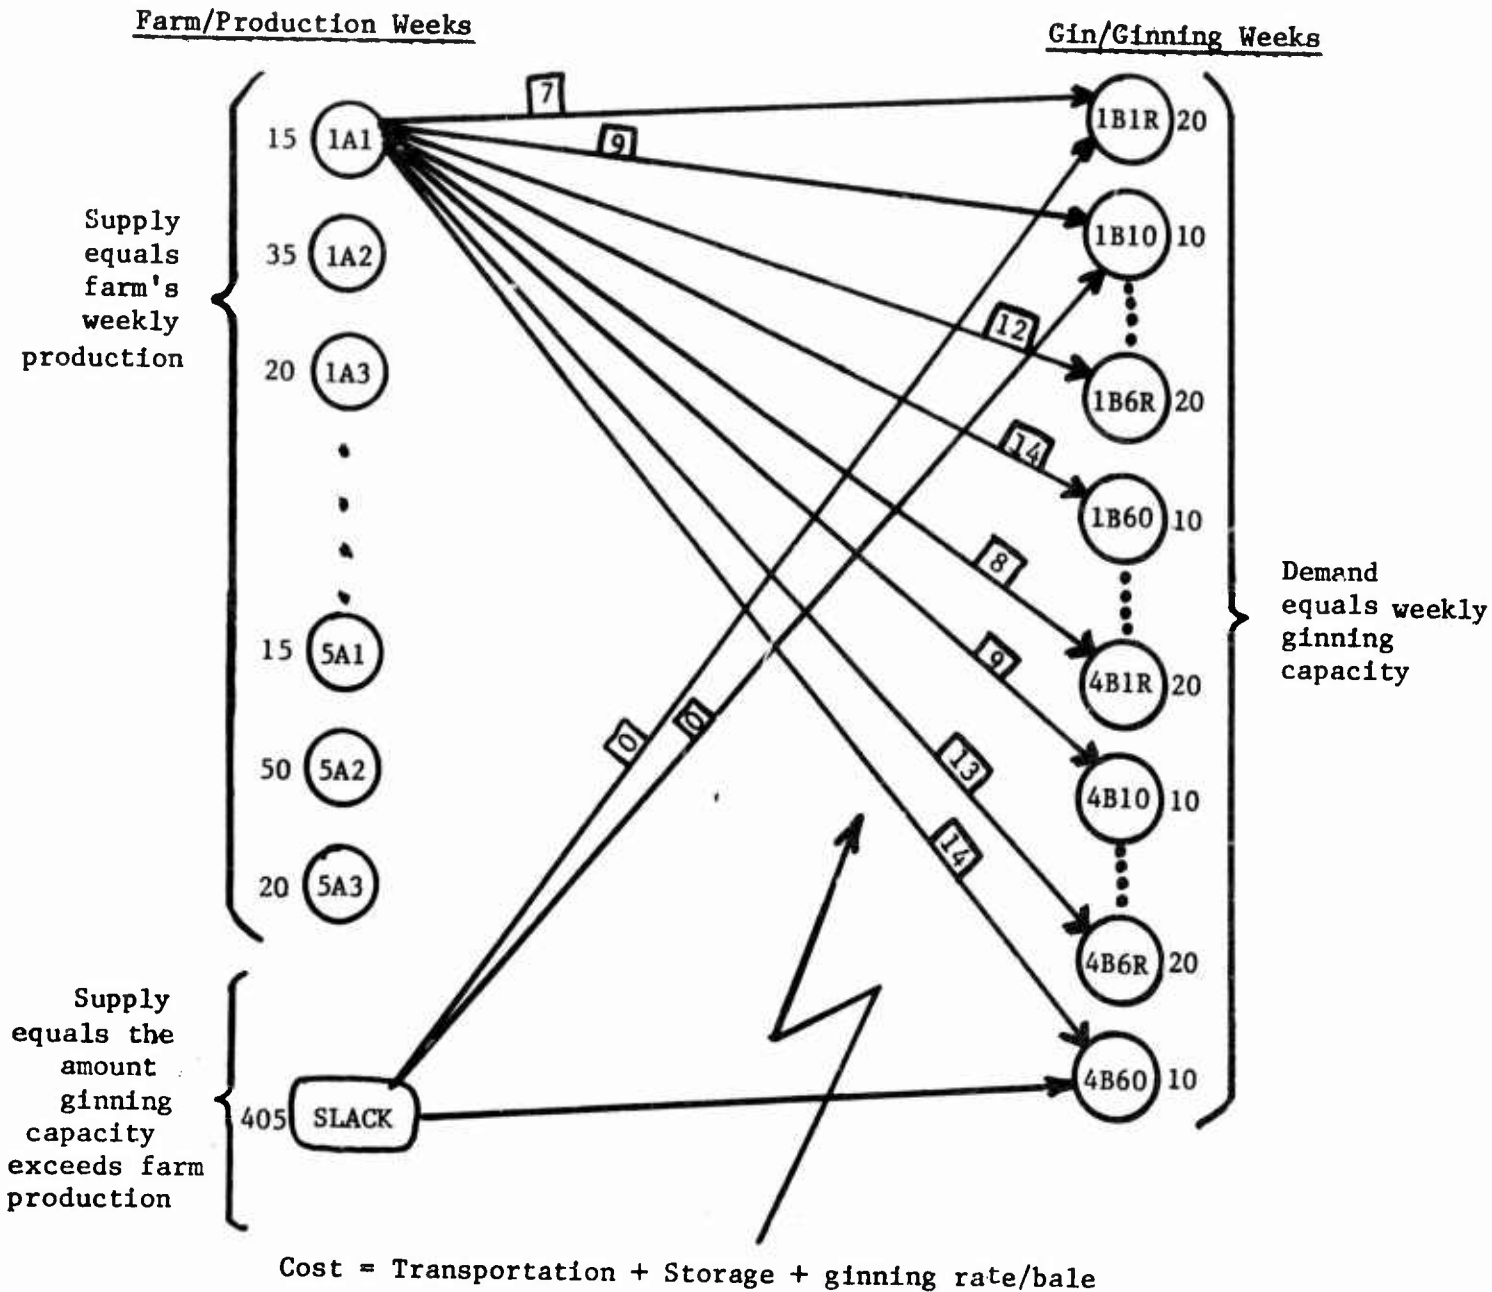 Farm/Production Weeks
Gin/Ginning Weeks
7
9
15 1A1
1B1R 20
Supply
equals
farm's
weekly
production
35 1A2
1B10 10
20 1A3
12
1B6R 20
14
1B60 10
8
Demand
equals weekly
ginning
capacity
15 5A1
9
4B1R 20
0
0
50 5A2
13
4B10 10
14
20 5A3
4B6R 20
Supply
equals the
amount
ginning
capacity
exceeds farm
production
405 SLACK
4B60 10
Cost = Transportation + Storage + ginning rate/bale